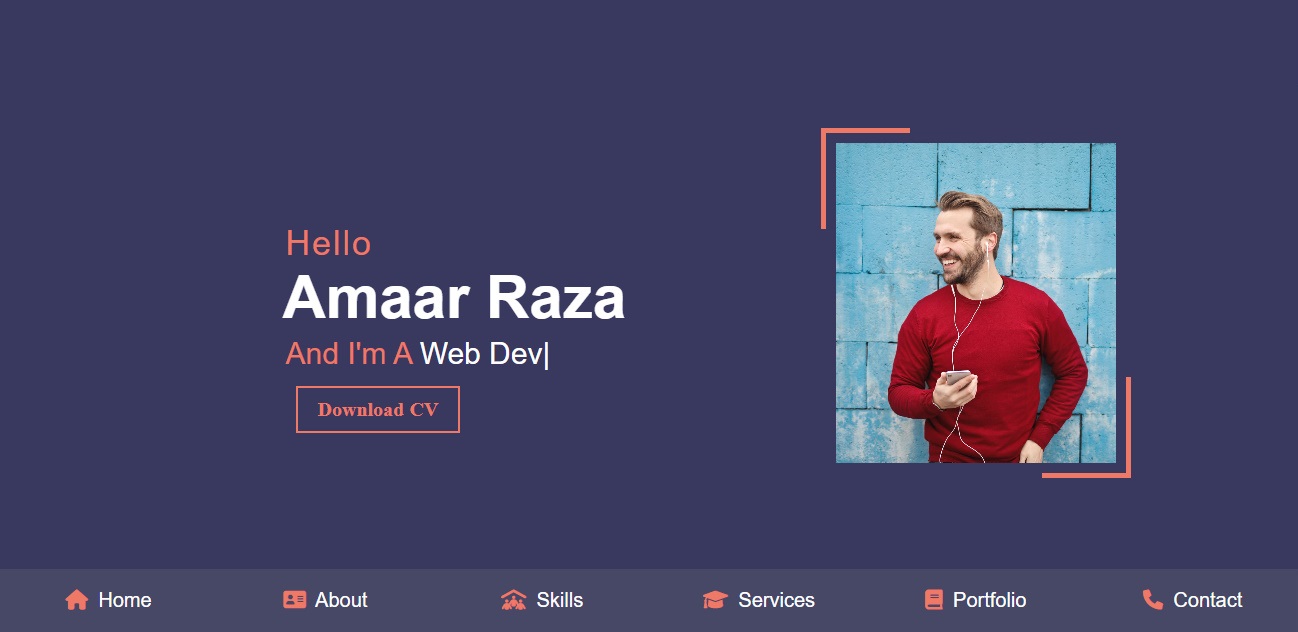 Hello
Amaar Raza
And I'm A Web Dev|
Download CV
Home About Skills Services Portfolio Contact